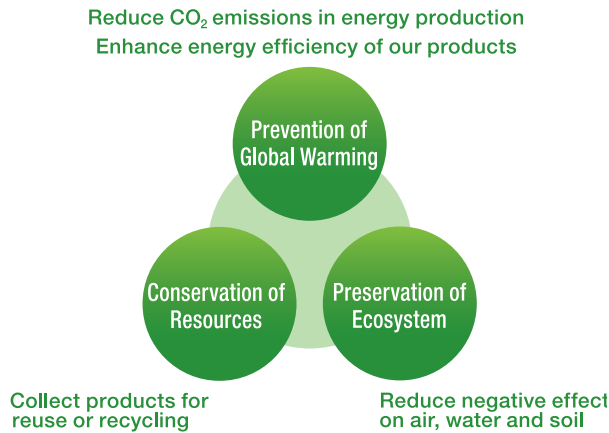 Reduce CO₂ emissions in energy production
Enhance energy efficiency of our products
Prevention of
Global Warming
Conservation of
Resources
Preservation of
Ecosystem
Collect products for
reuse or recycling
Reduce negative effect
on air, water and soil